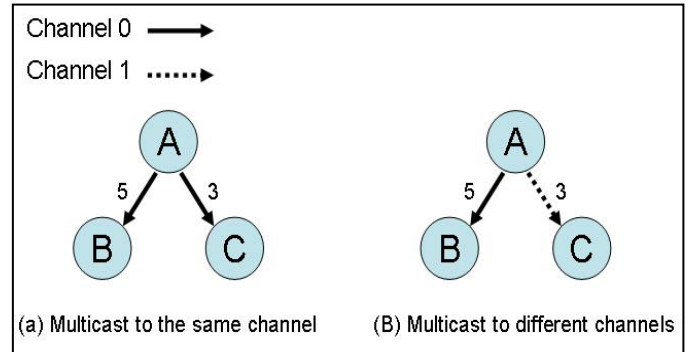 Channel 0
Channel 1
A
5 3
B C
(a) Multicast to the same channel
A
5 3
B C
(B) Multicast to different channels